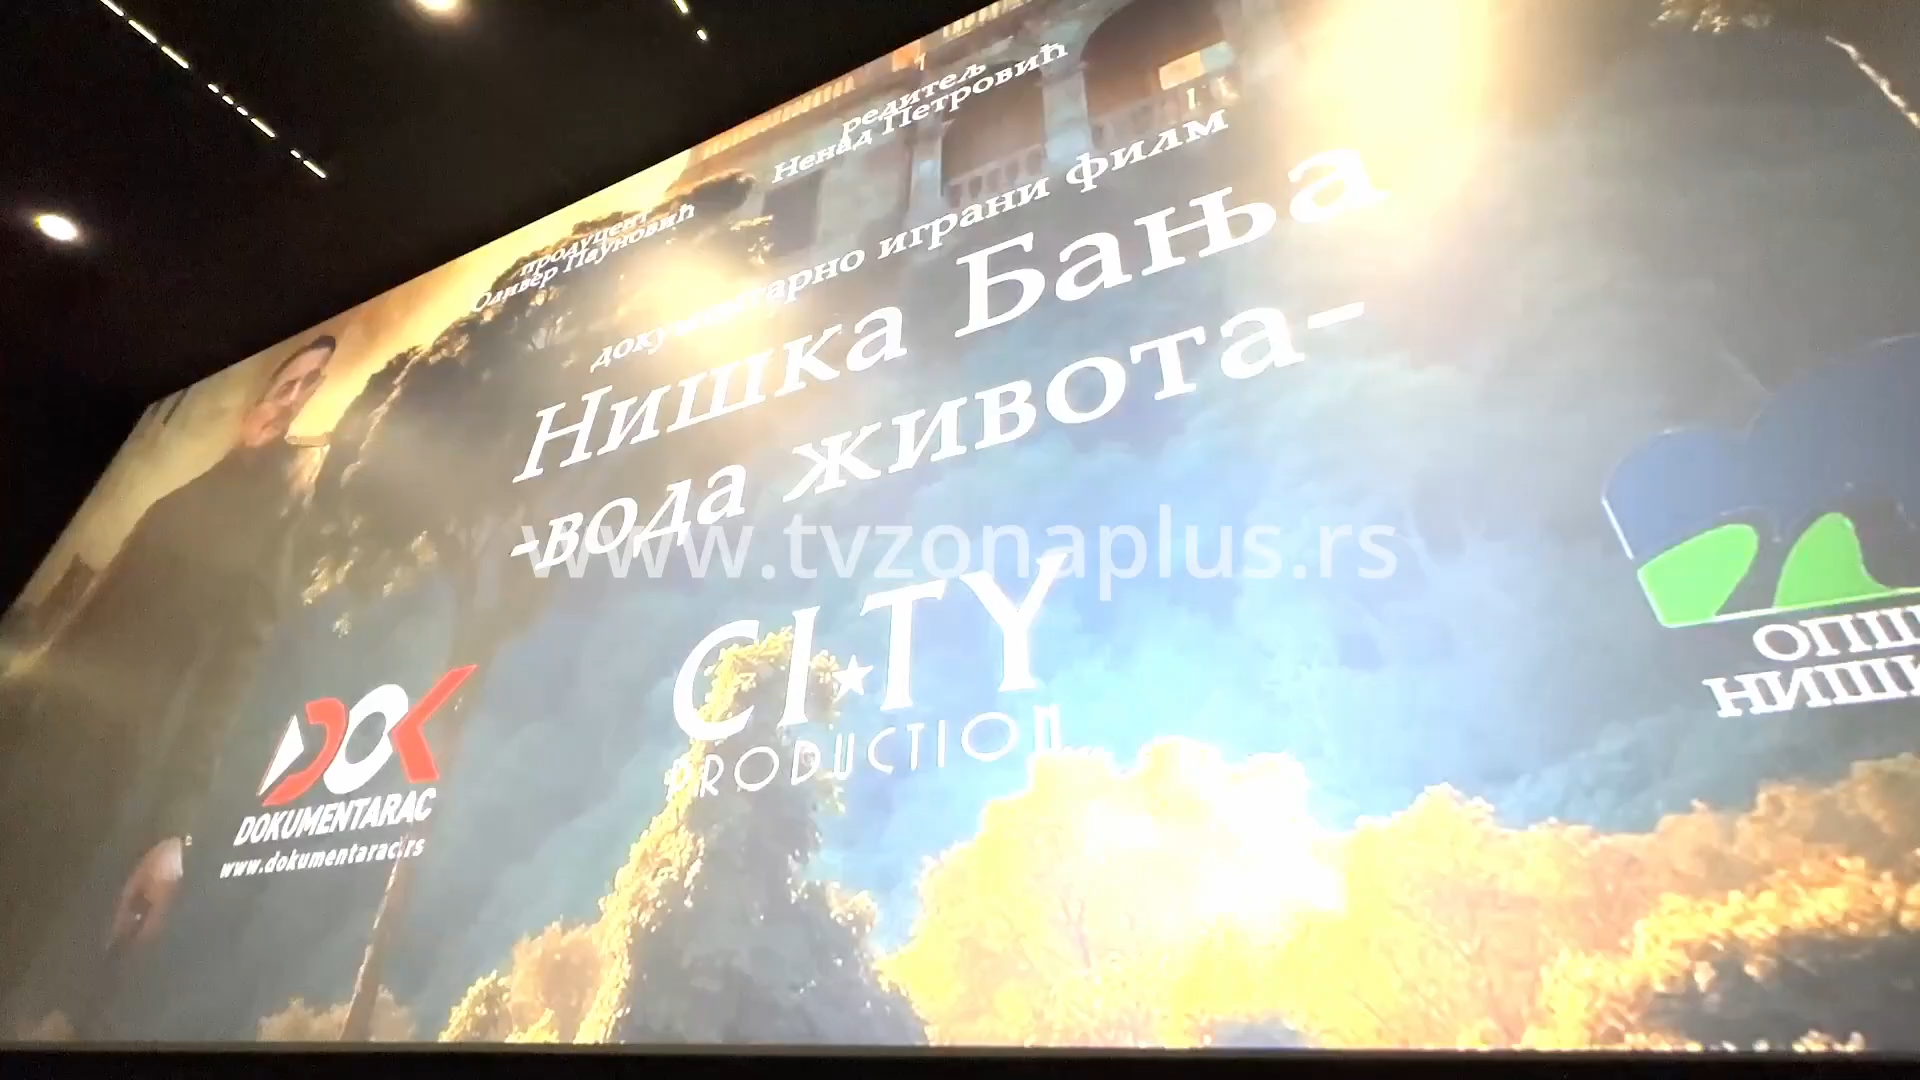 редитељ
Ненад Петровић
продуцент
Оливер Пауновић
документарно играни филм
Нишка Бања
-вода живота-
www.tvzonaplus.rs
CITY
PRODUCTION
DOK
DOKUMENTARAC
www.dokumentarac.rs
ОПШ
НИШ